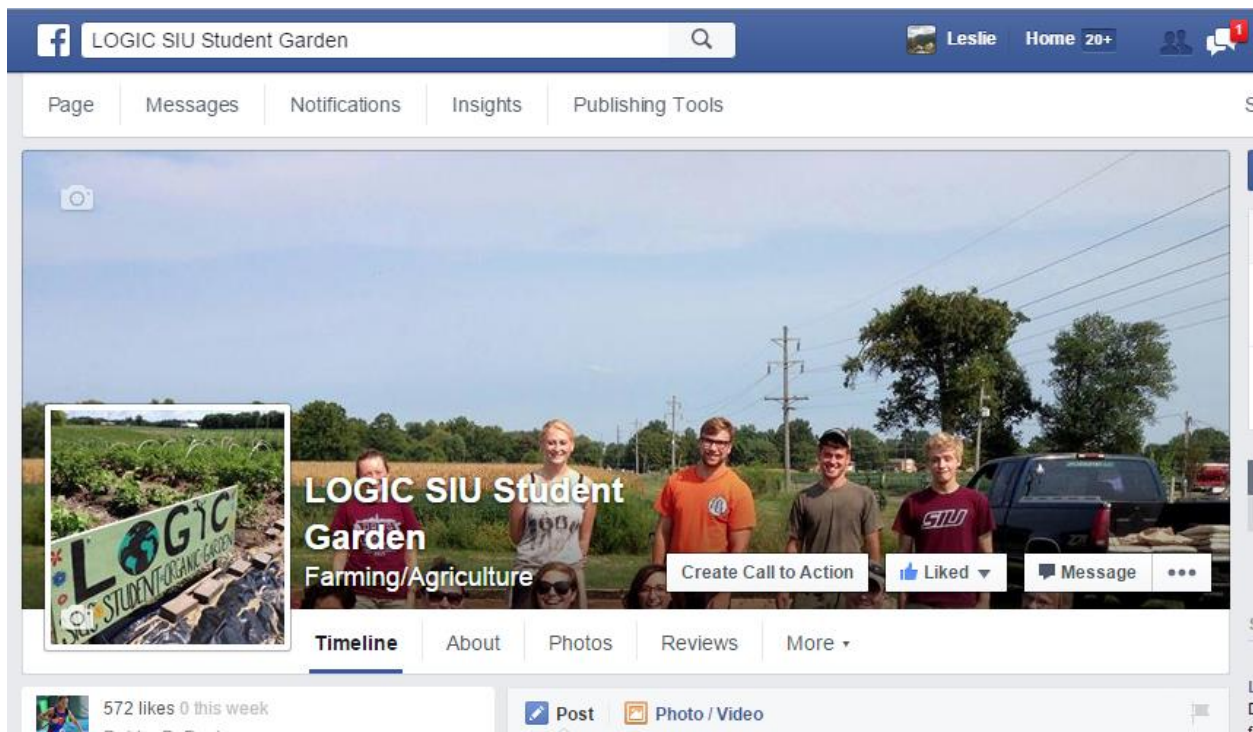 LOGIC SIU Student Garden
Leslie Home 20+ 1
Page Messages Notifications Insights Publishing Tools
LOGIC SIU Student
Garden
Farming/Agriculture
Create Call to Action Liked Message
LOGIC
SIU'S STUDENT ORGANIC GARDEN
SIU
Timeline About Photos Reviews More
572 likes 0 this week
Post Photo / Video